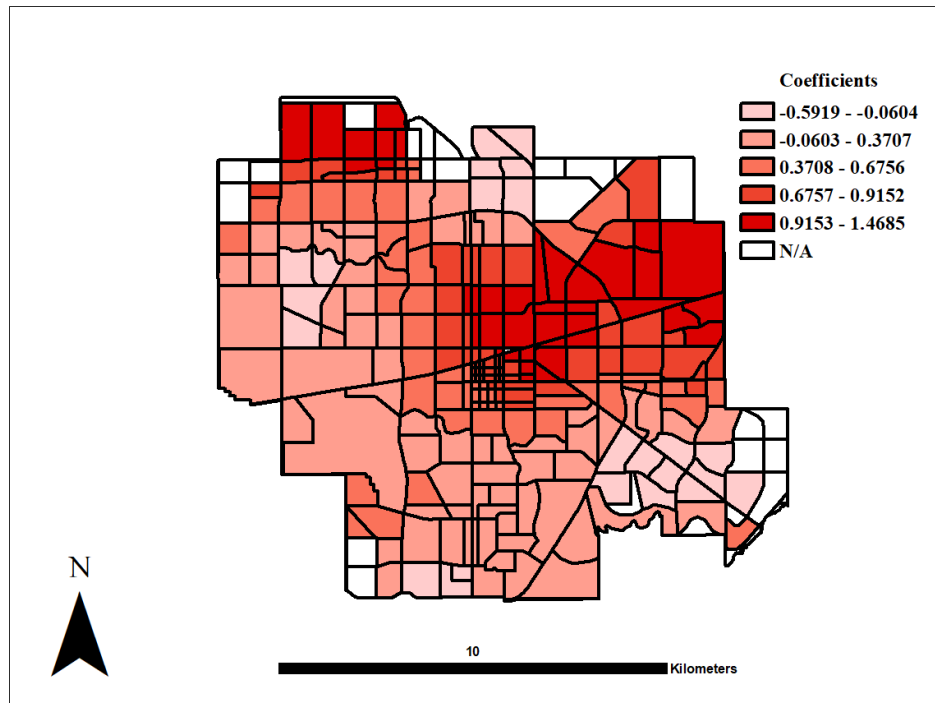 Coefficients
-0.5919 - -0.0604
-0.0603 - 0.3707
0.3708 - 0.6756
0.6757 - 0.9152
0.9153 - 1.4685
N/A
N
10
Kilometers